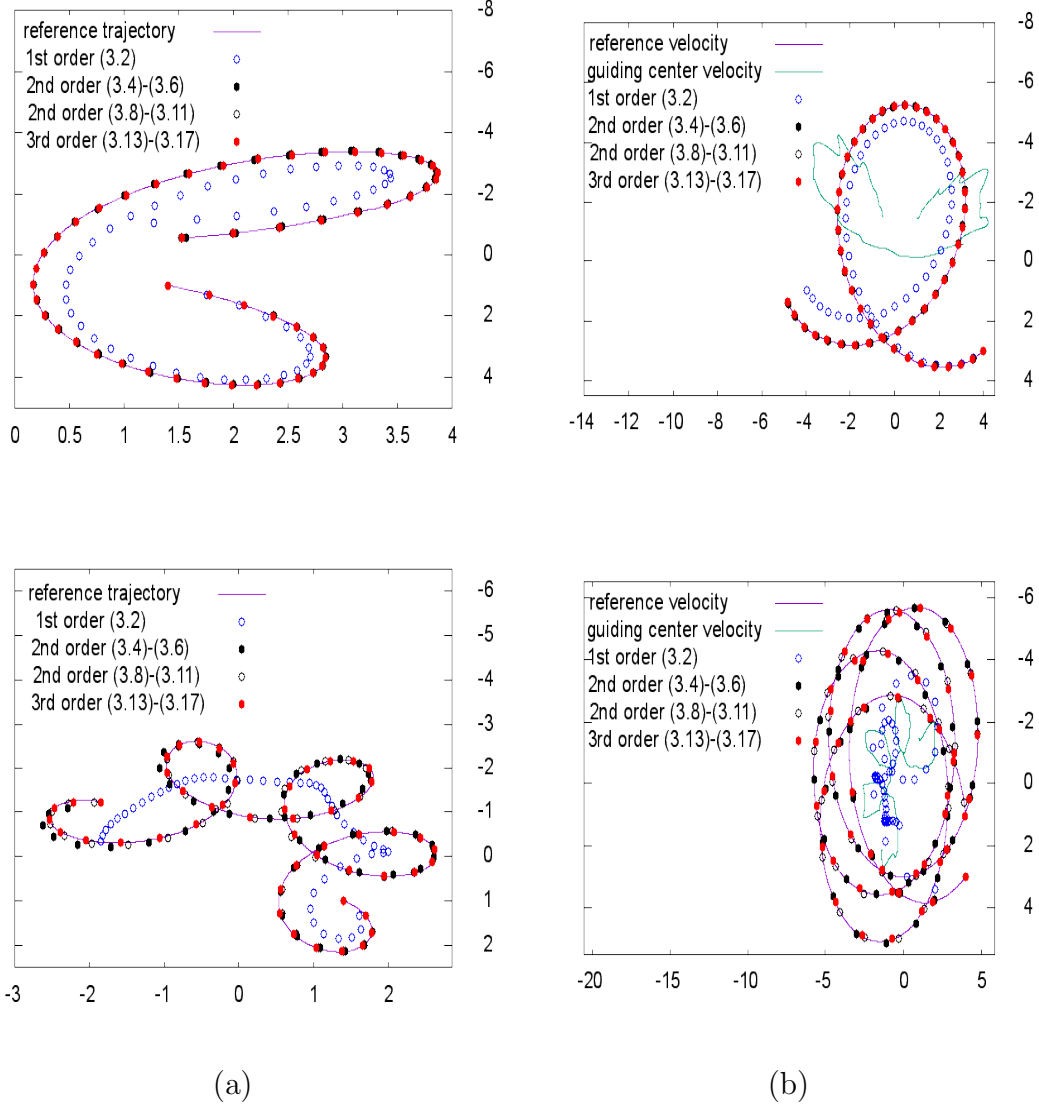 reference trajectory
1st order (3.2)
2nd order (3.4)-(3.6)
2nd order (3.8)-(3.11)
3rd order (3.13)-(3.17)
-8
-6
-4
-2
0
2
4
0 0.5 1 1.5 2 2.5 3 3.5 4
reference velocity
guiding center velocity
1st order (3.2)
2nd order (3.4)-(3.6)
2nd order (3.8)-(3.11)
3rd order (3.13)-(3.17)
-8
-6
-4
-2
0
2
4
-14 -12 -10 -8 -6 -4 -2 0 2 4
reference trajectory
1st order (3.2)
2nd order (3.4)-(3.6)
2nd order (3.8)-(3.11)
3rd order (3.13)-(3.17)
-6
-5
-4
-3
-2
-1
0
1
2
-3 -2 -1 0 1 2
reference velocity
guiding center velocity
1st order (3.2)
2nd order (3.4)-(3.6)
2nd order (3.8)-(3.11)
3rd order (3.13)-(3.17)
-6
-4
-2
0
2
4
-20 -15 -10 -5 0 5
(a)
(b)